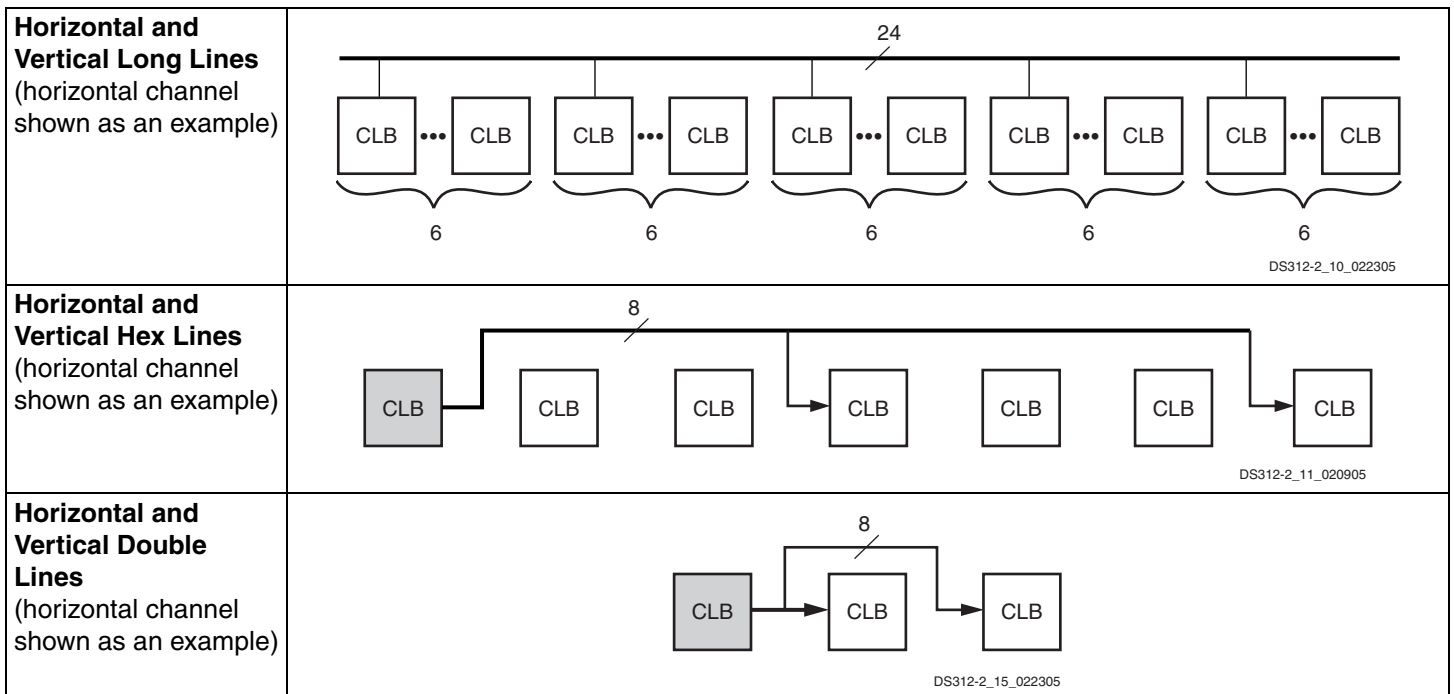 Horizontal and
Vertical Long Lines
(horizontal channel
shown as an example)
24
CLB ••• CLB CLB ••• CLB CLB ••• CLB CLB ••• CLB CLB ••• CLB
6 6 6 6 6
DS312-2_10_022305
Horizontal and
Vertical Hex Lines
(horizontal channel
shown as an example)
8
CLB CLB CLB CLB CLB CLB CLB
DS312-2_11_020905
Horizontal and
Vertical Double
Lines
(horizontal channel
shown as an example)
8
CLB CLB CLB
DS312-2_15_022305